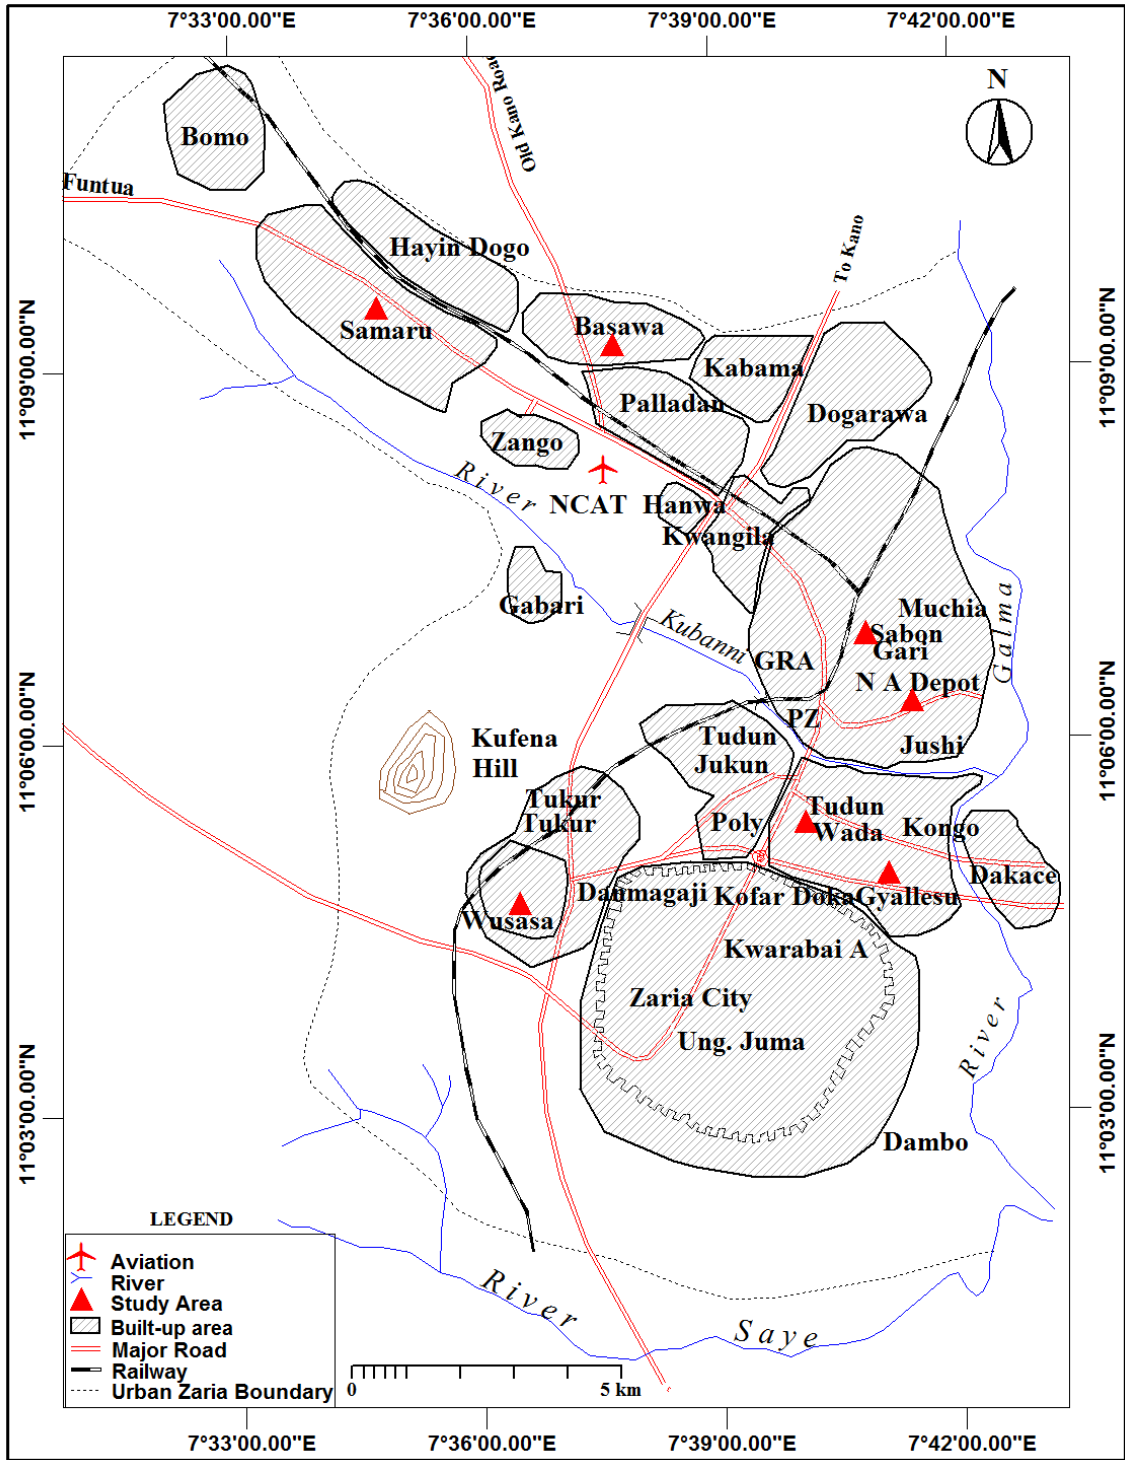 7°33'00.00"E
7°36'00.00"E
7°39'00.00"E
7°42'00.00"E
N
Old Kano Road
Bomo
Funtua
To Kano
Hayin Dogo
11°09'00.00"N
11°09'00.00"N
Samaru
Basawa
Kabama
Palladan
Dogarawa
Zango
River
NCAT
Hanwa
Kwangila
Gabari
Kubanni
Galma
Muchia
Sabon
Gari
GRA
N A Depot
PZ
Jushi
11°06'00.00"N
11°06'00.00"N
Kufena
Hill
Tudun
Jukun
Tukur
Tukur
Poly
Tudun
Wada
Kongo
Dakace
Danmagaji
Kofar Doka
Gyallesu
Wusasa
Kwarabai A
Zaria City
Ung. Juma
River
11°03'00.00"N
11°03'00.00"N
Dambo
LEGEND
Aviation
River
Study Area
Built-up area
Major Road
Railway
Urban Zaria Boundary
River
Saye
0
5 km
7°33'00.00"E
7°36'00.00"E
7°39'00.00"E
7°42'00.00"E